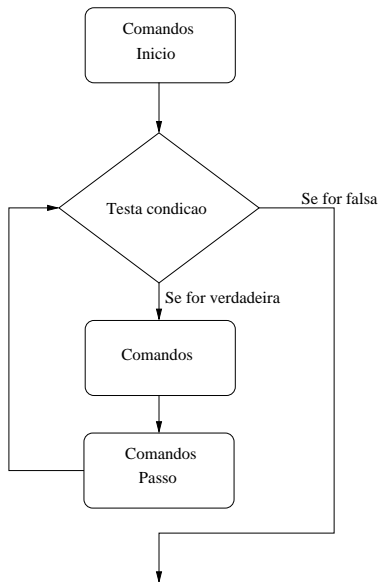 Comandos
Inicio
Testa condicao
Se for falsa
Se for verdadeira
Comandos
Comandos
Passo